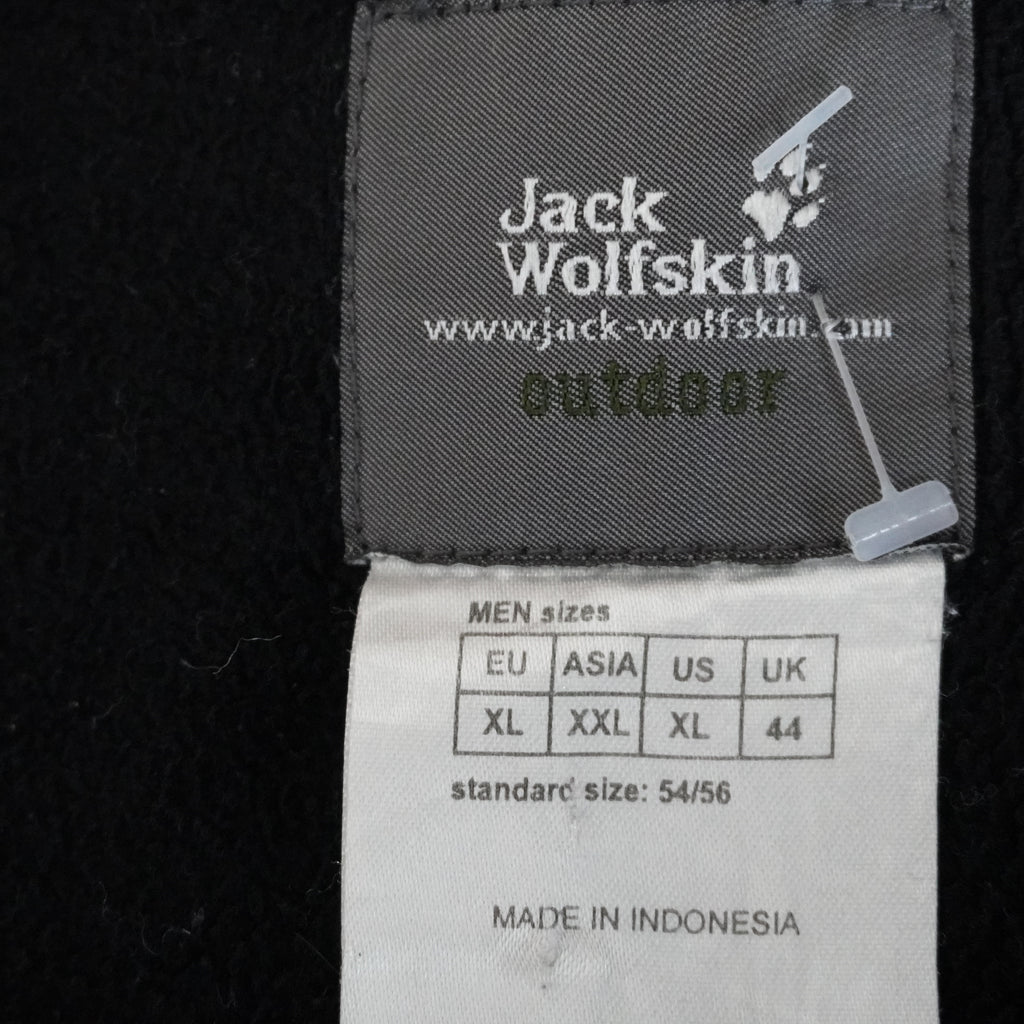 Jack
Wolfskin
www.jack-wolfskin.com
outdoor
MEN sizes
EU ASIA US UK
XL XXL XL 44
standard size: 54/56
MADE IN INDONESIA